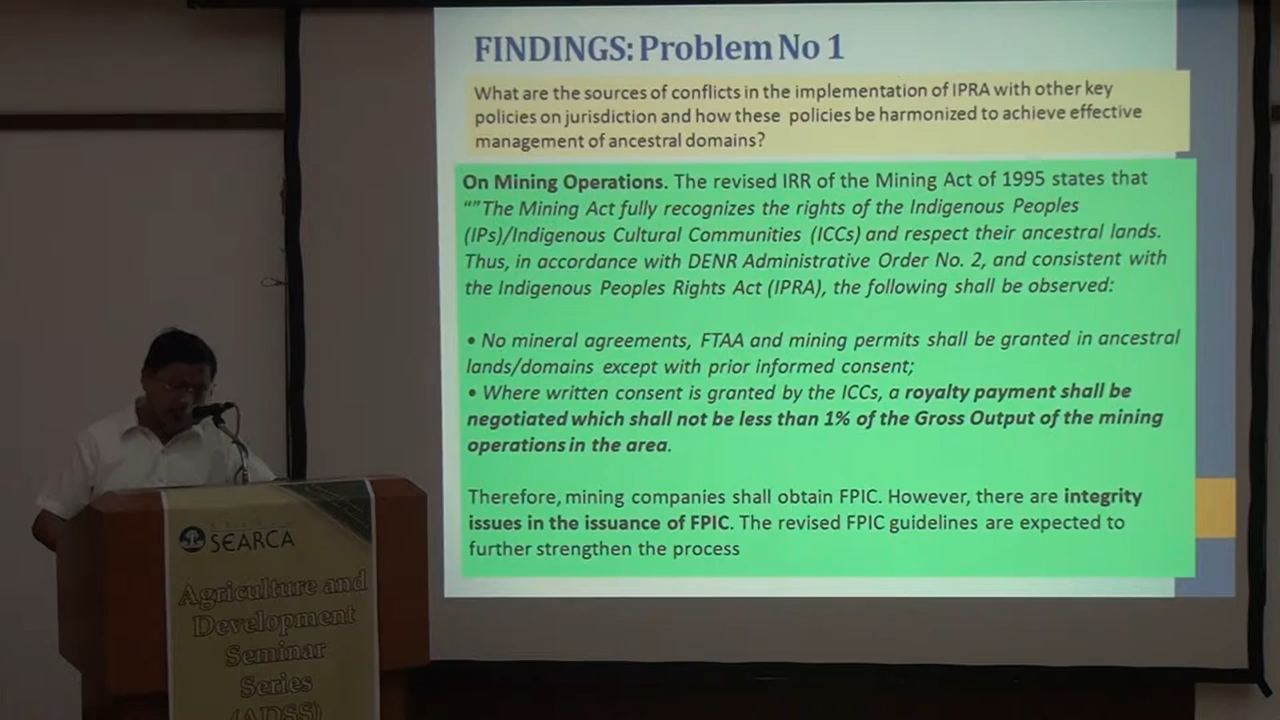 FINDINGS: Problem No 1
What are the sources of conflicts in the implementation of IPRA with other key
policies on jurisdiction and how these policies be harmonized to achieve effective
management of ancestral domains?
On Mining Operations. The revised IRR of the Mining Act of 1995 states that
“”The Mining Act fully recognizes the rights of the Indigenous Peoples
(IPs)/Indigenous Cultural Communities (ICCs) and respect their ancestral lands.
Thus, in accordance with DENR Administrative Order No. 2, and consistent with
the Indigenous Peoples Rights Act (IPRA), the following shall be observed:
• No mineral agreements, FTAA and mining permits shall be granted in ancestral
lands/domains except with prior informed consent;
• Where written consent is granted by the ICCs, a royalty payment shall be
negotiated which shall not be less than 1% of the Gross Output of the mining
operations in the area.
Therefore, mining companies shall obtain FPIC. However, there are integrity
issues in the issuance of FPIC. The revised FPIC guidelines are expected to
further strengthen the process
SEARCA
Agriculture and
Development
Seminar
Series
(ADSS)